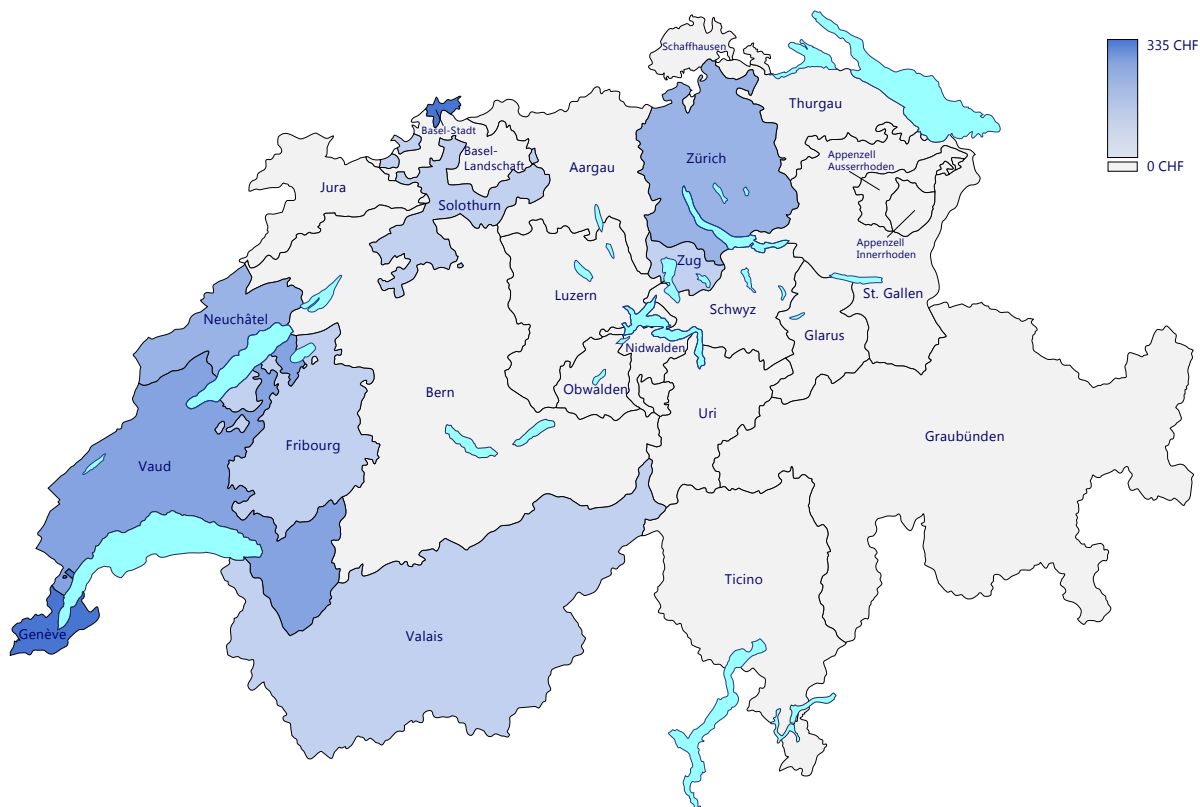 Schaffhausen
335 CHF
Thurgau
Basel-Stadt
Basel-
Landschaft
Aargau
Zürich
Appenzell
Ausserrhoden
0 CHF
Jura
Solothurn
Appenzell
Innerrhoden
Zug
Luzern
St. Gallen
Schwyz
Neuchâtel
Glarus
Nidwalden
Bern
Obwalden
Uri
Graubünden
Fribourg
Vaud
Ticino
Genève
Valais